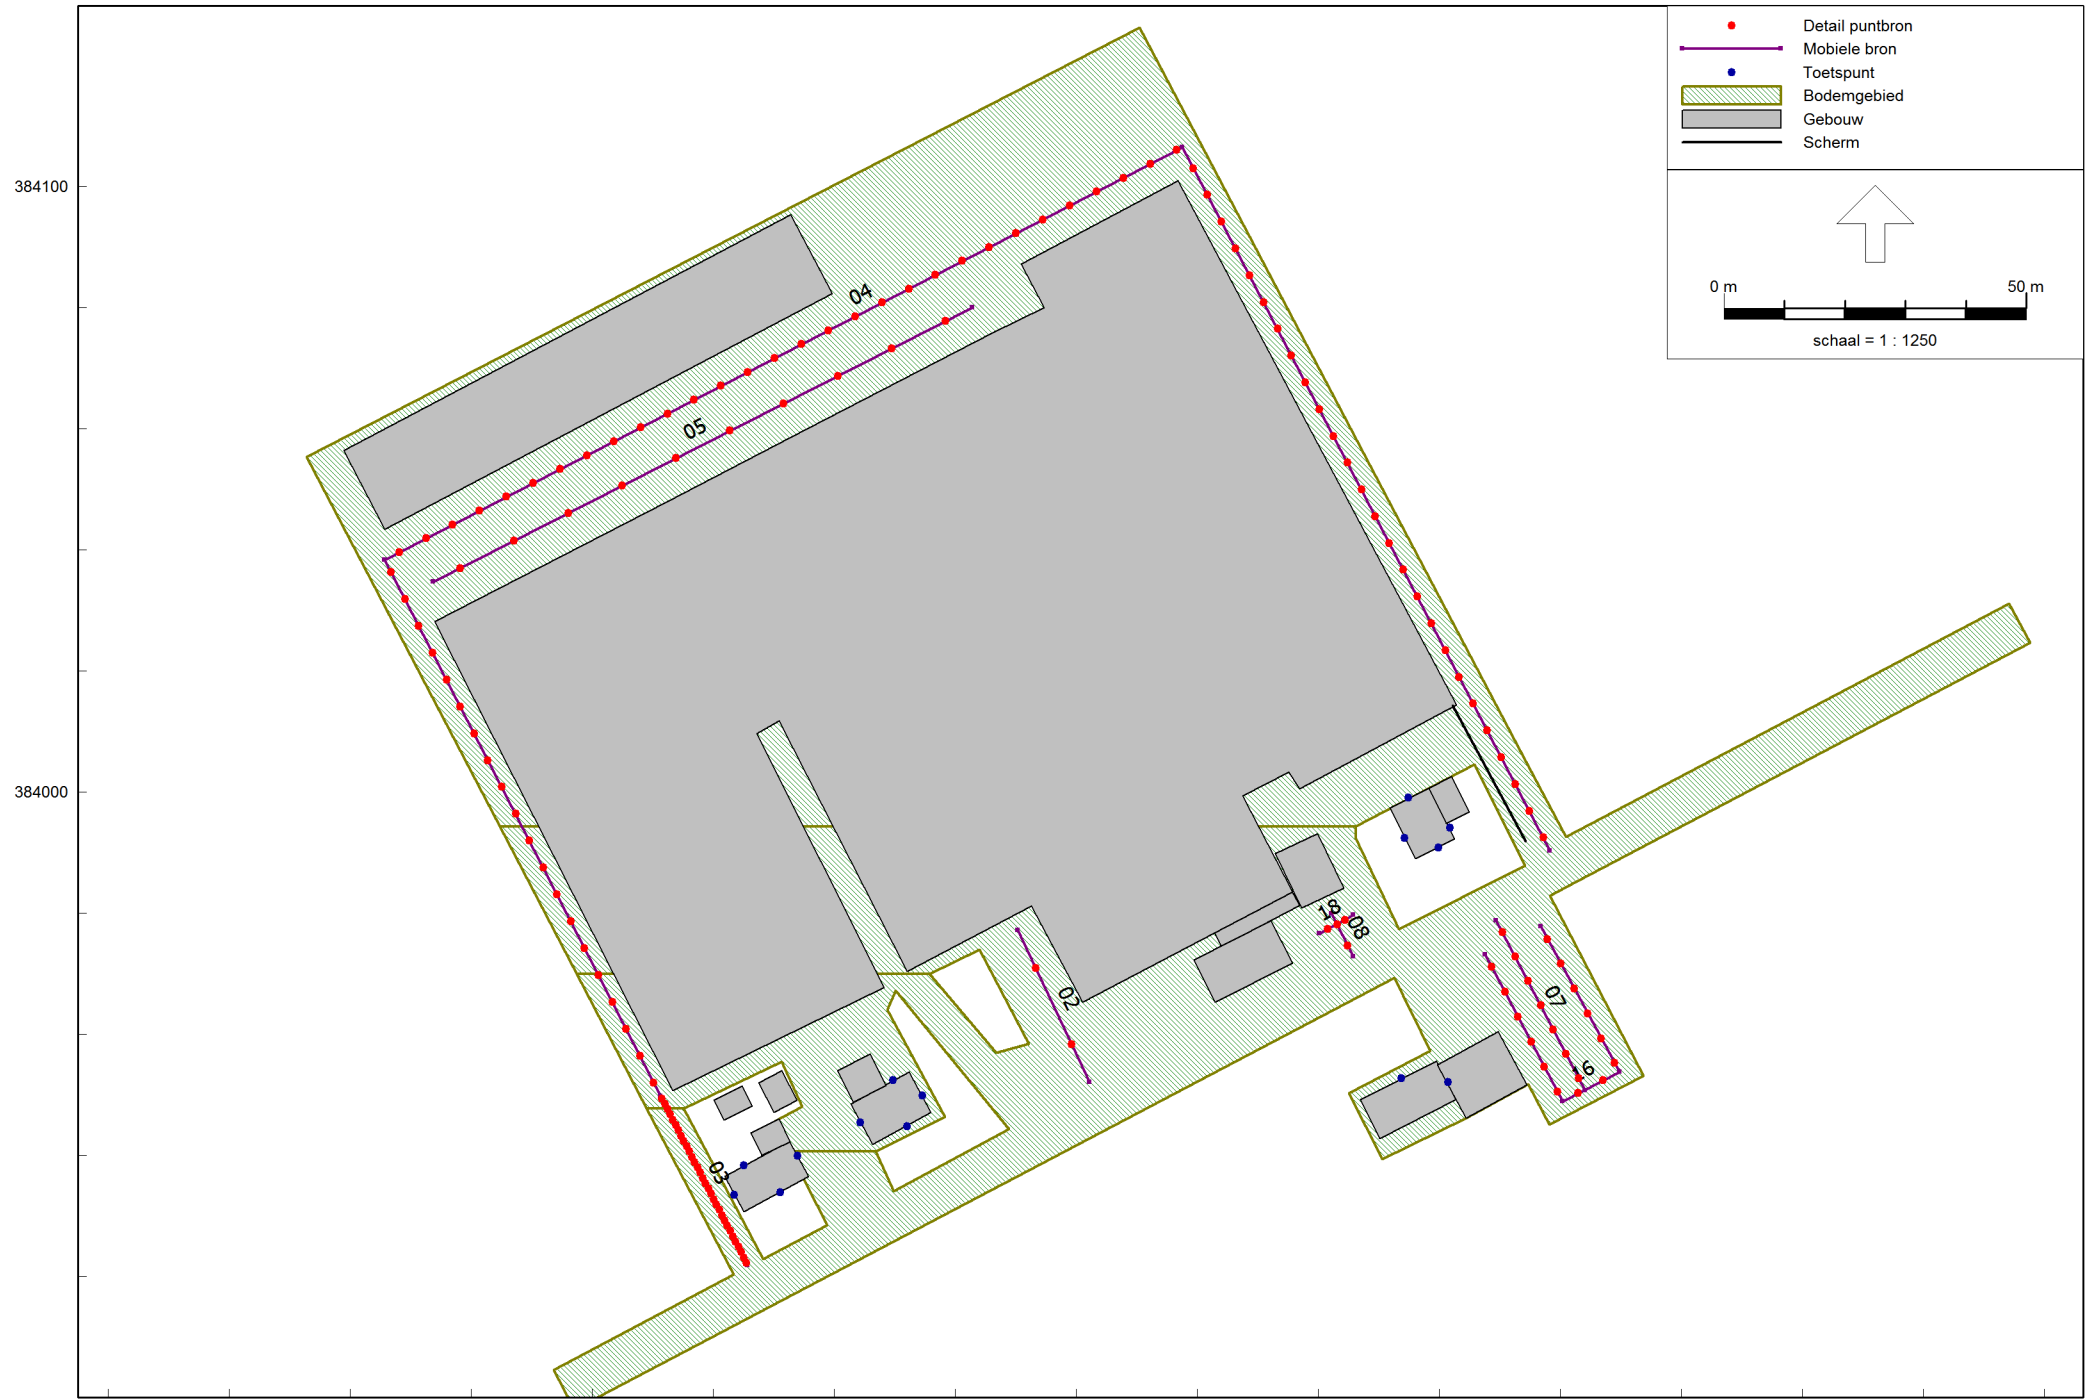 Detail puntbron
Mobiele bron
Toetspunt
Bodemgebied
Gebouw
Scherm
384100
0 m 50 m
schaal = 1 : 1250
04
05
384000
18
08
02
07
16
03